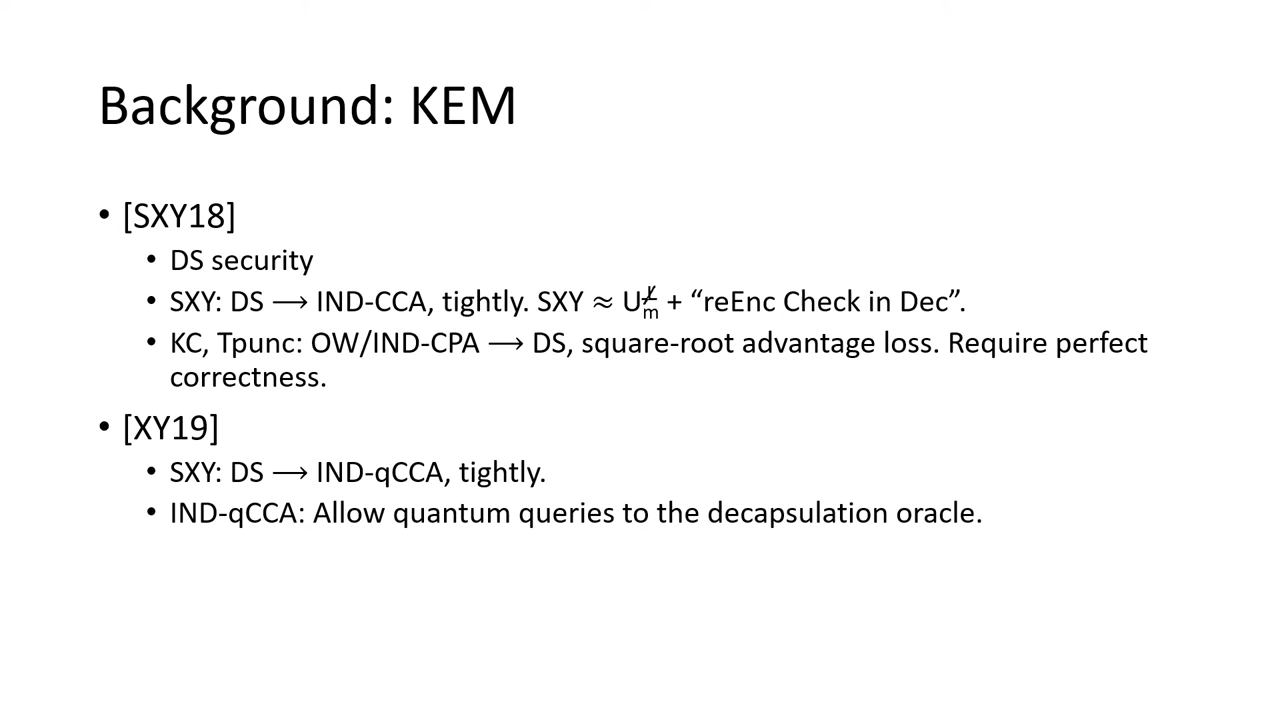 Background: KEM
• [SXY18]
• DS security
• SXY: DS ⟶ IND-CCA, tightly. SXY ≈ U⊥̸m + “reEnc Check in Dec”.
• KC, Tpunc: OW/IND-CPA ⟶ DS, square-root advantage loss. Require perfect
correctness.
• [XY19]
• SXY: DS ⟶ IND-qCCA, tightly.
• IND-qCCA: Allow quantum queries to the decapsulation oracle.